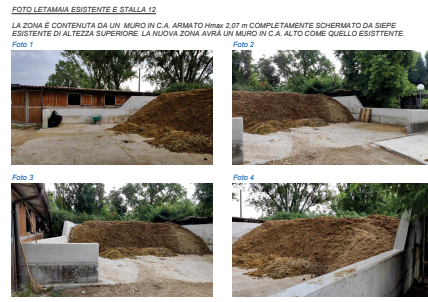 FOTO LETAMAIA ESISTENTE E STALLA 12
LA ZONA È CONTENUTA DA UN MURO IN C.A. ARMATO Hmax 2,07 m COMPLETAMENTE SCHERMATO DA SIEPE
ESISTENTE DI ALTEZZA SUPERIORE. LA NUOVA ZONA AVRÀ UN MURO IN C.A. ALTO COME QUELLO ESISTTENTE.
Foto 1
Foto 2
Foto 3
Foto 4